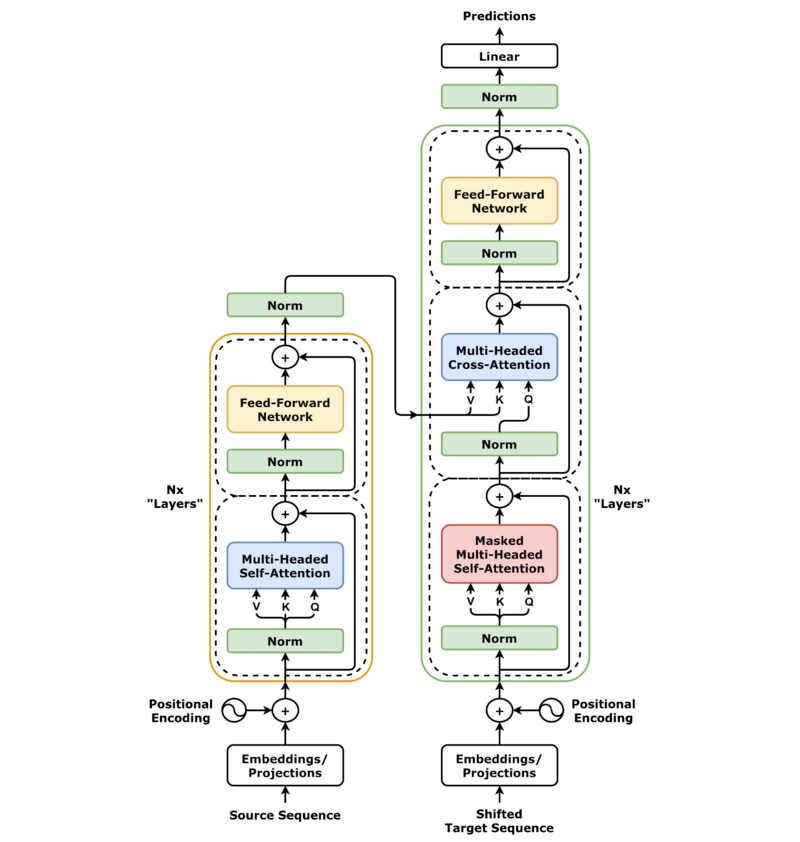 Predictions
Linear
Norm
Feed-Forward
Network
Norm
Multi-Headed
Cross-Attention
V K Q
Norm
Masked
Multi-Headed
Self-Attention
V K Q
Norm
Nx
"Layers"
Positional
Encoding
Embeddings/
Projections
Shifted
Target Sequence
Norm
Feed-Forward
Network
Norm
Multi-Headed
Self-Attention
V K Q
Norm
Nx
"Layers"
Positional
Encoding
Embeddings/
Projections
Source Sequence